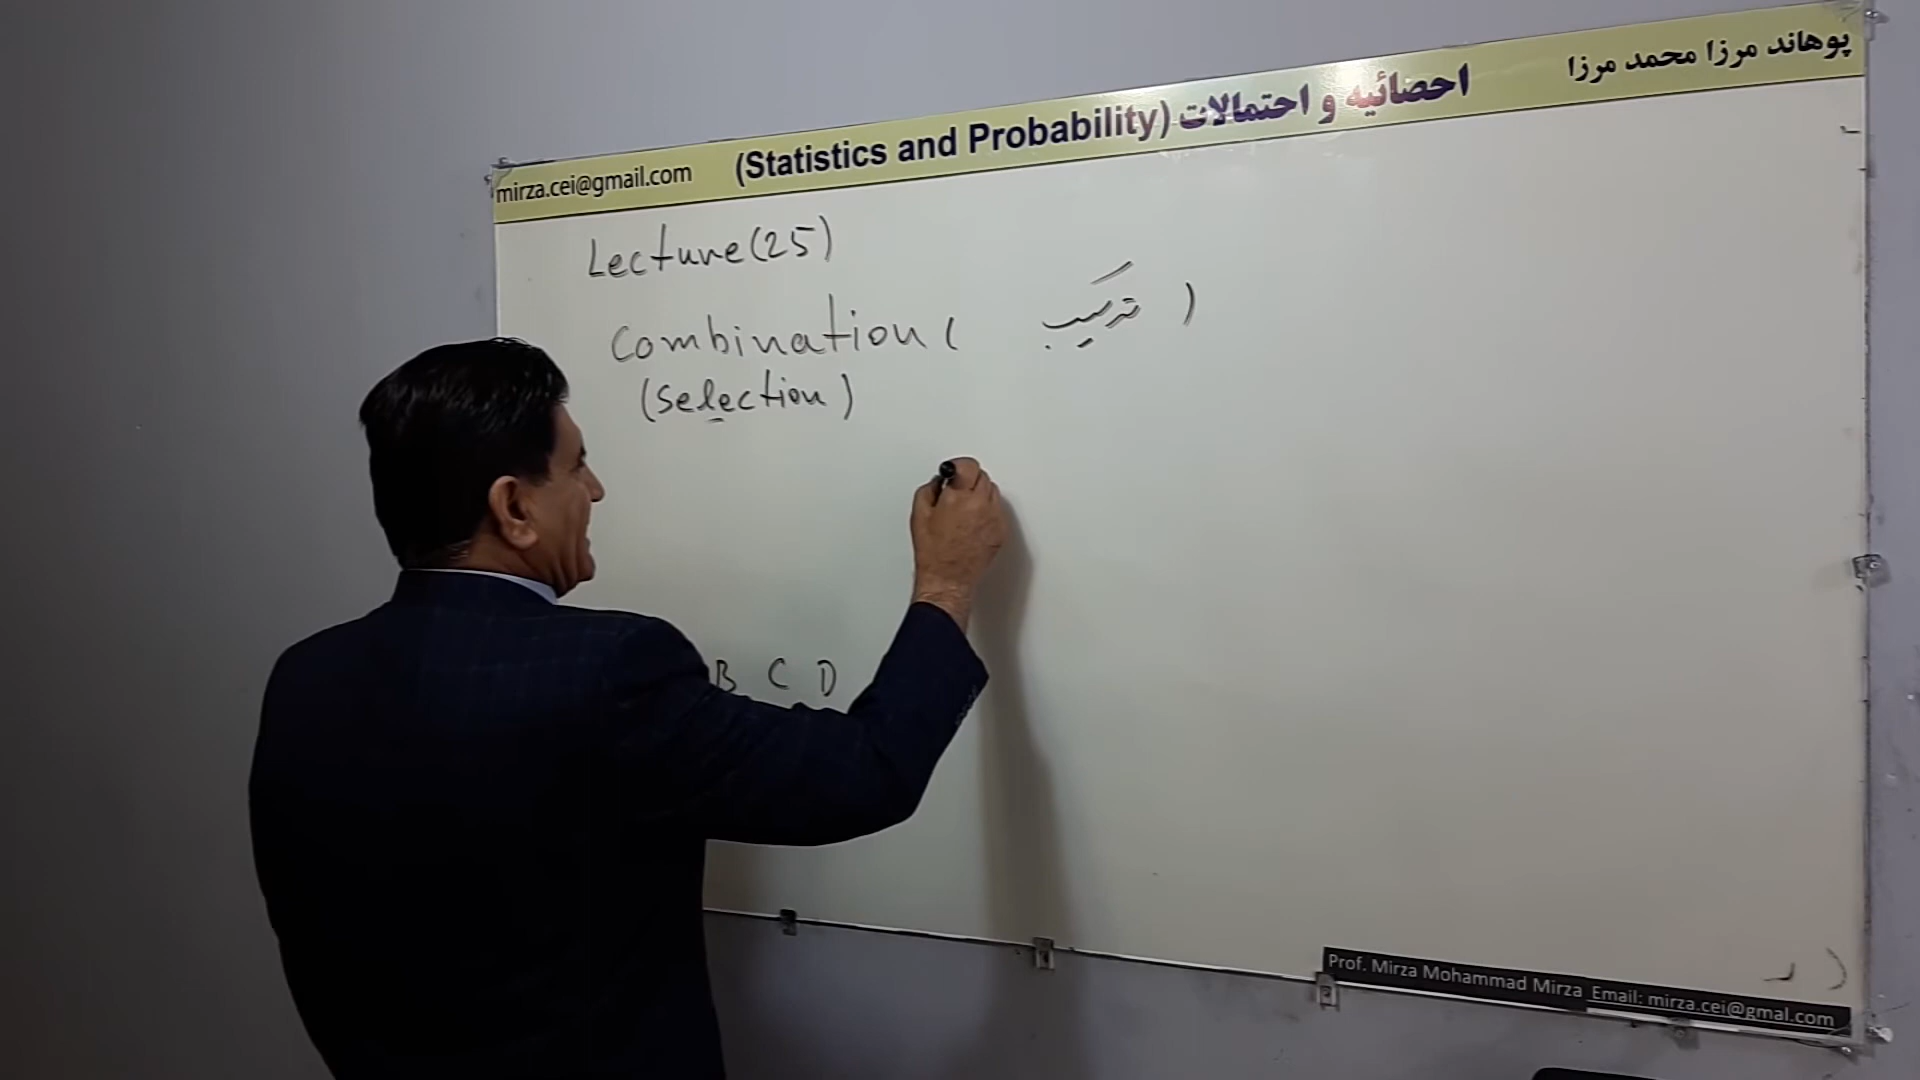 پوهاند مرزا محمد مرزا
احصائیه و احتمالات (Statistics and Probability)
mirza.cei@gmail.com
Lecture(25)
Combination ( ترکیب )
(Selection)
B C D
Prof. Mirza Mohammad Mirza Email: mirza.cei@gmal.com